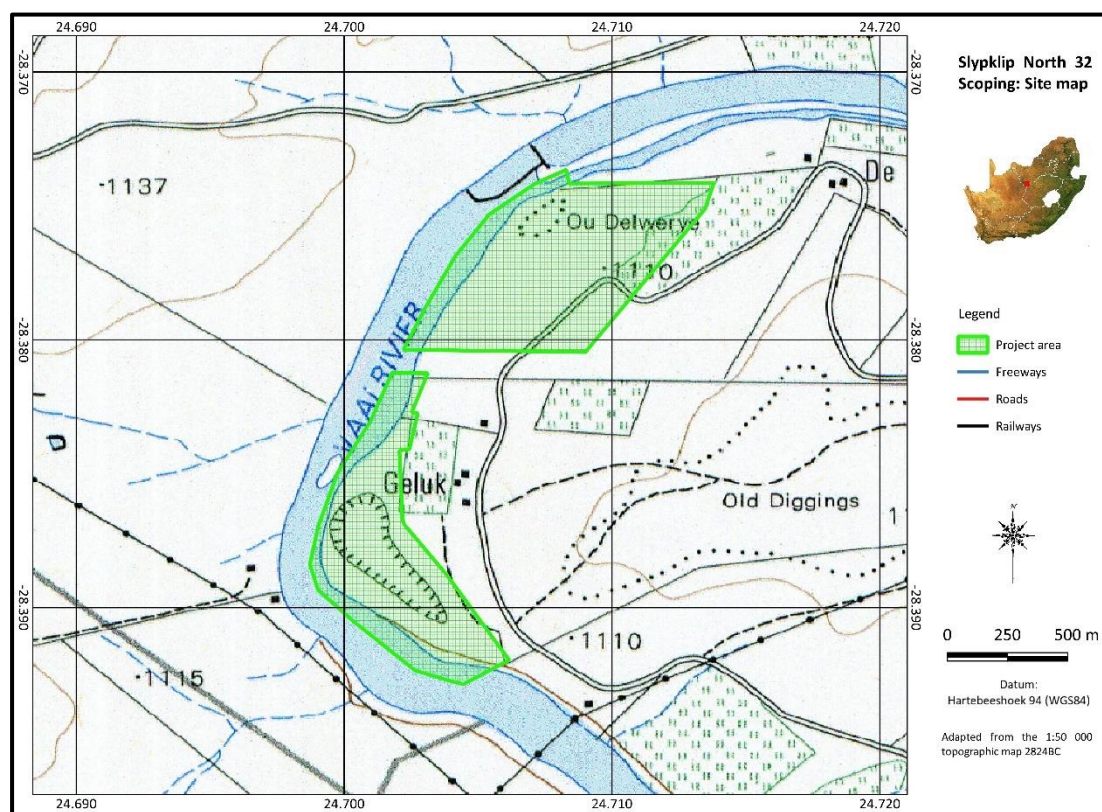 24.690 24.700 24.710 24.720
-28.370
-28.370
1137
De
Ou Delwerye
1110
-28.380
-28.380
VAALRIVIER
Geluk
Old Diggings
-28.390
-28.390
1110
1115
24.690 24.700 24.710 24.720
Slypklip North 32
Scoping: Site map
Legend
Project area
Freeways
Roads
Railways
N
0 250 500 m
Datum:
Hartebeeshoek 94 (WGS84)
Adapted from the 1:50 000
topographic map 2824BC